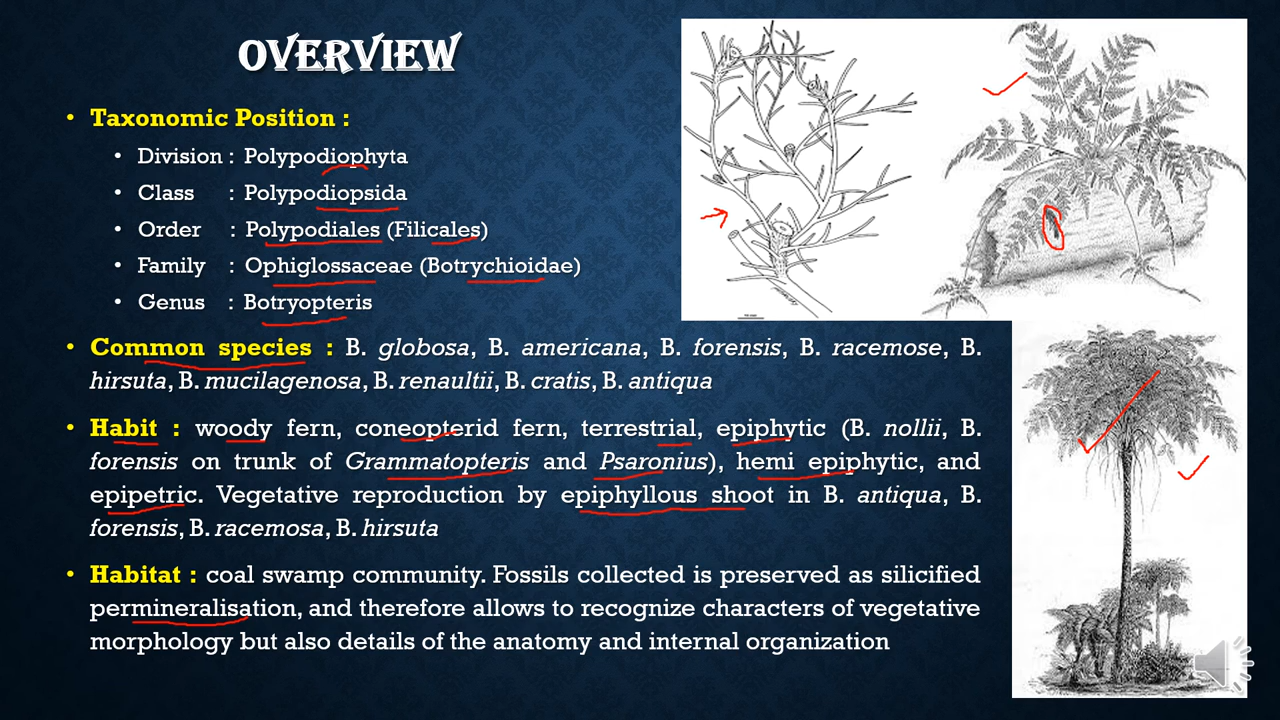 OVERVIEW
• Taxonomic Position :
• Division : Polypodiophyta
• Class : Polypodiopsida
• Order : Polypodiales (Filicales)
• Family : Ophiglossaceae (Botrychioidae)
• Genus : Botryopteris
• Common species : B. globosa, B. americana, B. forensis, B. racemose, B.
hirsuta, B. mucilagenosa, B. renaultii, B. cratis, B. antiqua
• Habit : woody fern, coneopterid fern, terrestrial, epiphytic (B. nollii, B.
forensis on trunk of Grammatopteris and Psaronius), hemi epiphytic, and
epipetric. Vegetative reproduction by epiphyllous shoot in B. antiqua, B.
forensis, B. racemosa, B. hirsuta
• Habitat : coal swamp community. Fossils collected is preserved as silicified
permineralisation, and therefore allows to recognize characters of vegetative
morphology but also details of the anatomy and internal organization